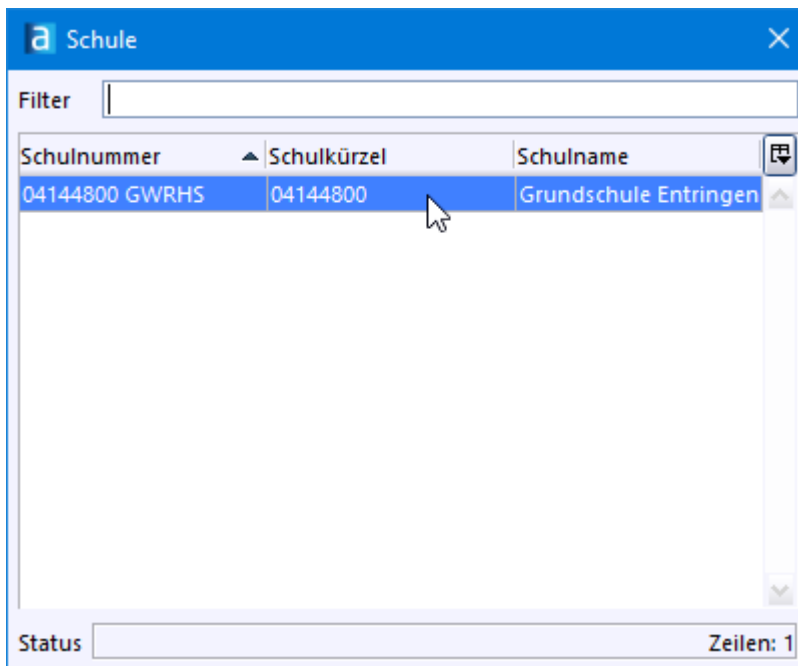 a Schule
Filter
Schulnummer Schulkürzel Schulname
04144800 GWRHS 04144800 Grundschule Entringen
Status Zeilen: 1